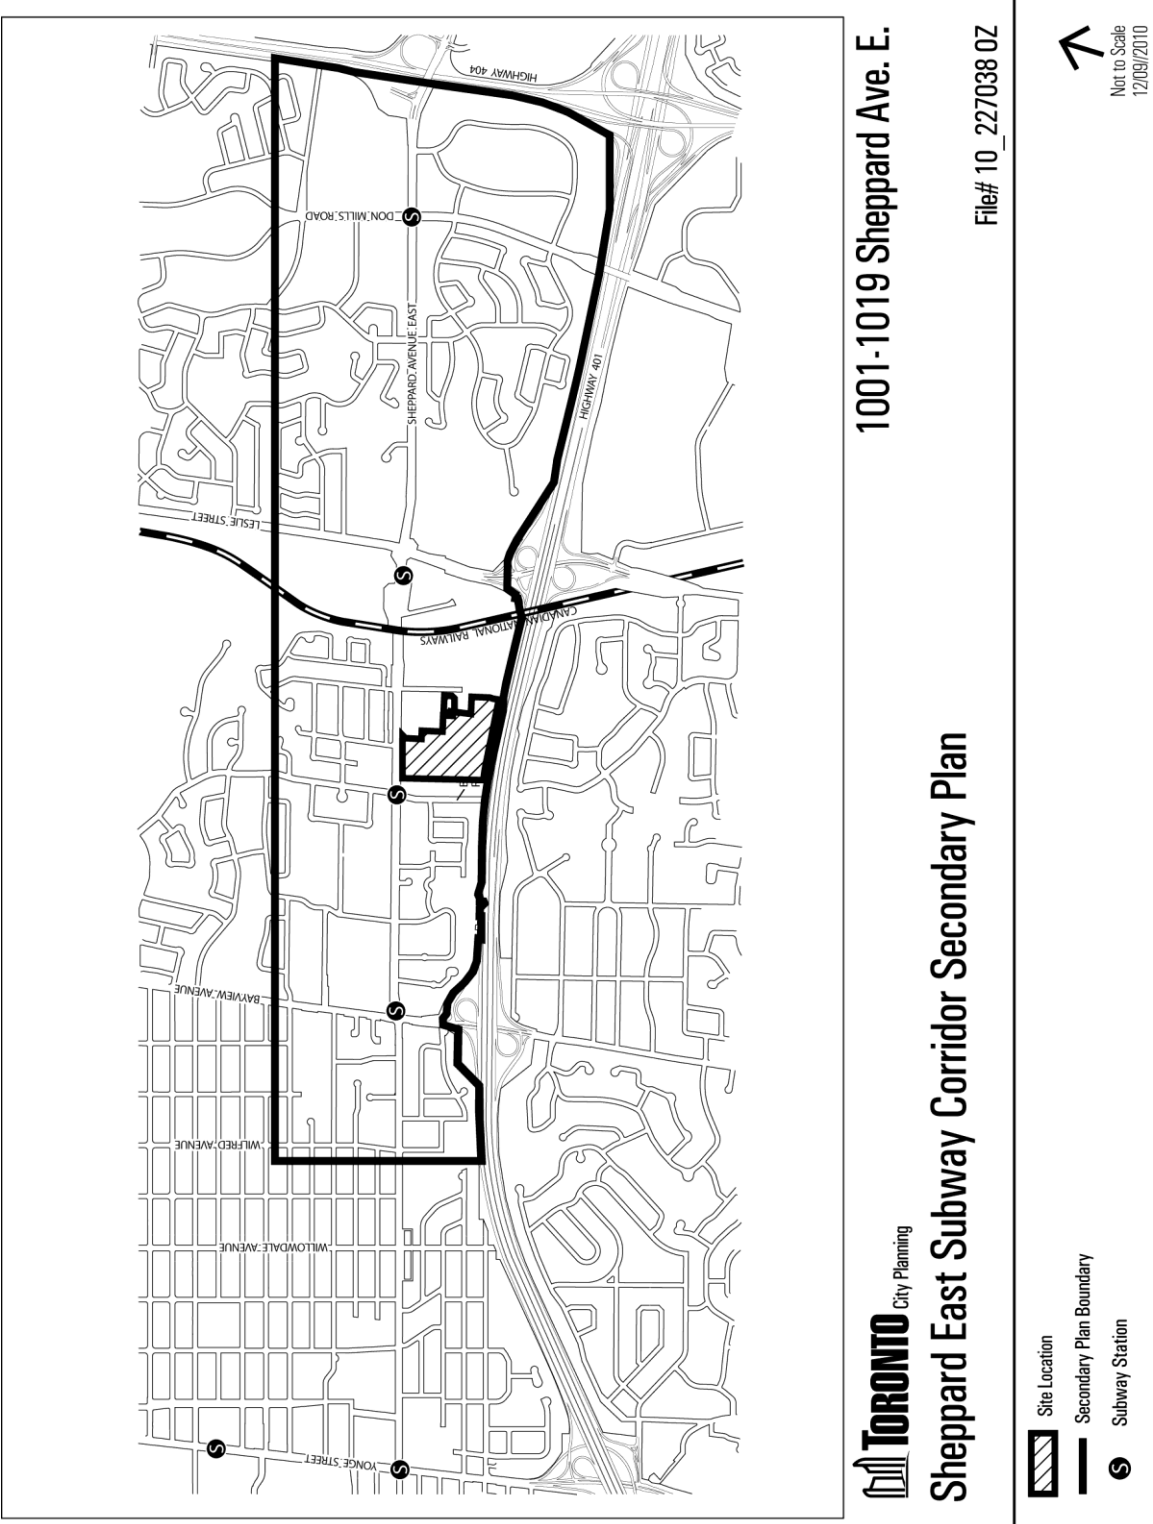 HIGHWAY 404
DON MILLS ROAD
S
SHEPPARD AVENUE EAST
HIGHWAY 401
LESLIE STREET
S
CANADIAN NATIONAL RAILWAYS
S
BAYVIEW AVENUE
S
WILFRED AVENUE
WILLOWDALE AVENUE
S
YONGE STREET
S
TORONTO City Planning
Sheppard East Subway Corridor Secondary Plan
1001-1019 Sheppard Ave. E.
File# 10_227038 OZ
Site Location
Secondary Plan Boundary
S Subway Station
Not to Scale
12/09/2010